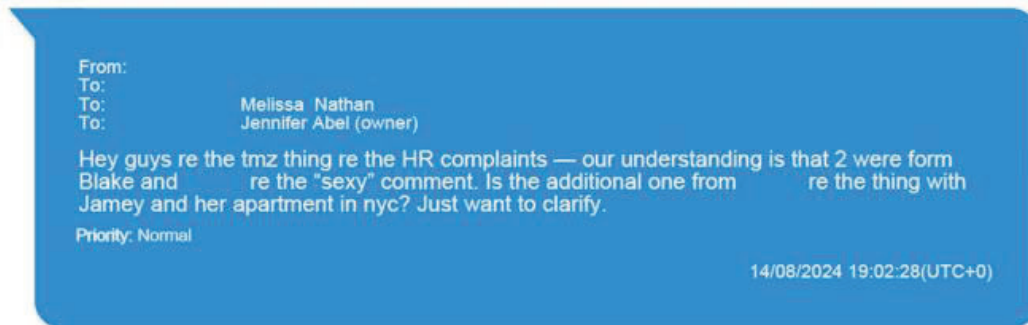 From:
To:
To: Melissa Nathan
To: Jennifer Abel (owner)
Hey guys re the tmz thing re the HR complaints — our understanding is that 2 were form
Blake and re the “sexy” comment. Is the additional one from re the thing with
Jamey and her apartment in nyc? Just want to clarify.
Priority: Normal
14/08/2024 19:02:28(UTC+0)